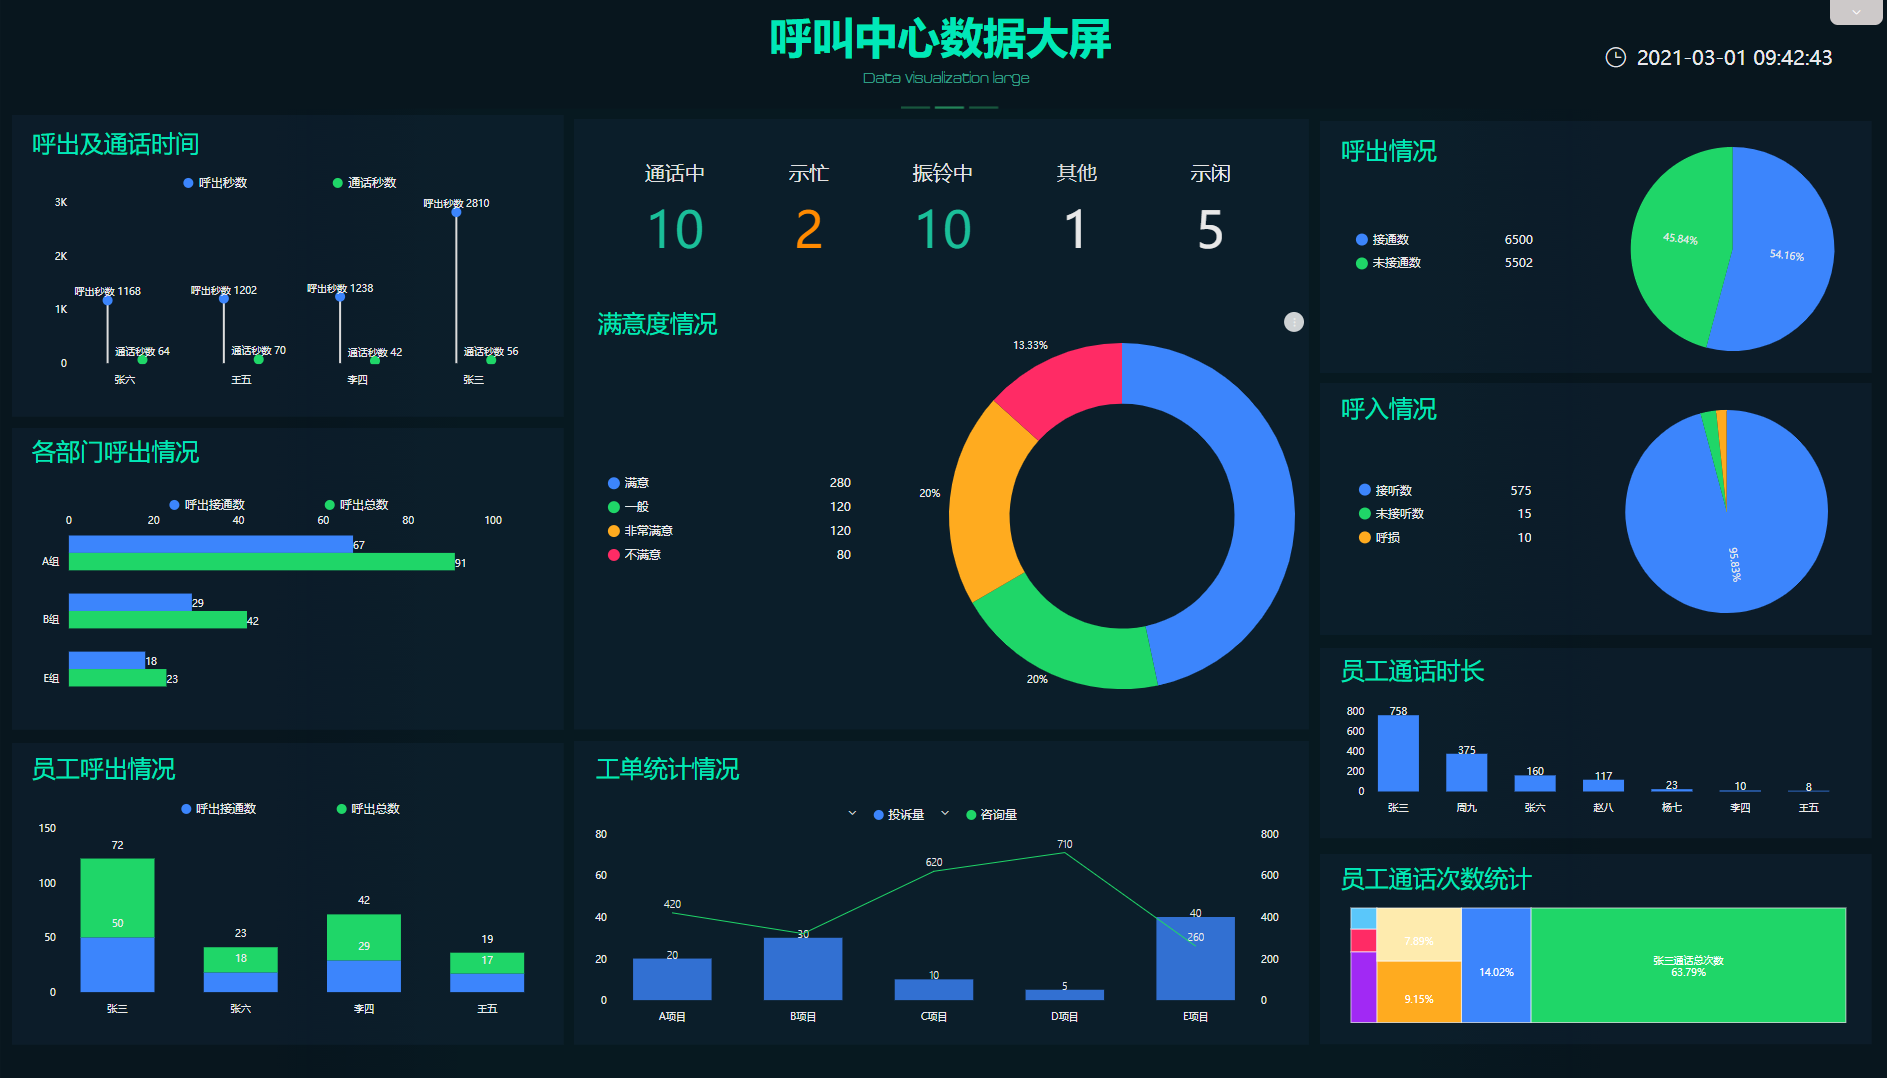 呼叫中心数据大屏
Data visualization large
2021-03-01 09:42:43
呼出及通话时间
呼出秒数 通话秒数
3K
2K
1K
0
呼出秒数 1168
通话秒数 64
呼出秒数 1202
通话秒数 70
呼出秒数 1238
通话秒数 42
呼出秒数 2810
通话秒数 56
张六 王五 李四 张三
各部门呼出情况
呼出接通数 呼出总数
0 20 40 60 80 100
A组 67
91
B组 29
42
E组 18
23
员工呼出情况
呼出接通数 呼出总数
150
100
50
0
72
50
23
18
42
29
19
17
张三 张六 李四 王五
通话中 示忙 振铃中 其他 示闲
10 2 10 1 5
满意度情况
满意 280
一般 120
非常满意 120
不满意 80
13.33%
20%
20%
工单统计情况
投诉量 咨询量
80
60
40
20
0
800
600
400
200
0
420
620
710
260
20
30
10
5
40
A项目 B项目 C项目 D项目 E项目
呼出情况
接通数 6500
未接通数 5502
45.84%
54.16%
呼入情况
接听数 575
未接听数 15
呼损 10
95.83%
员工通话时长
800
600
400
200
0
758 375 160 117 23 10 8
张三 周九 张六 赵八 杨七 李四 王五
员工通话次数统计
7.89%
9.15%
14.02%
张三通话总次数
63.79%